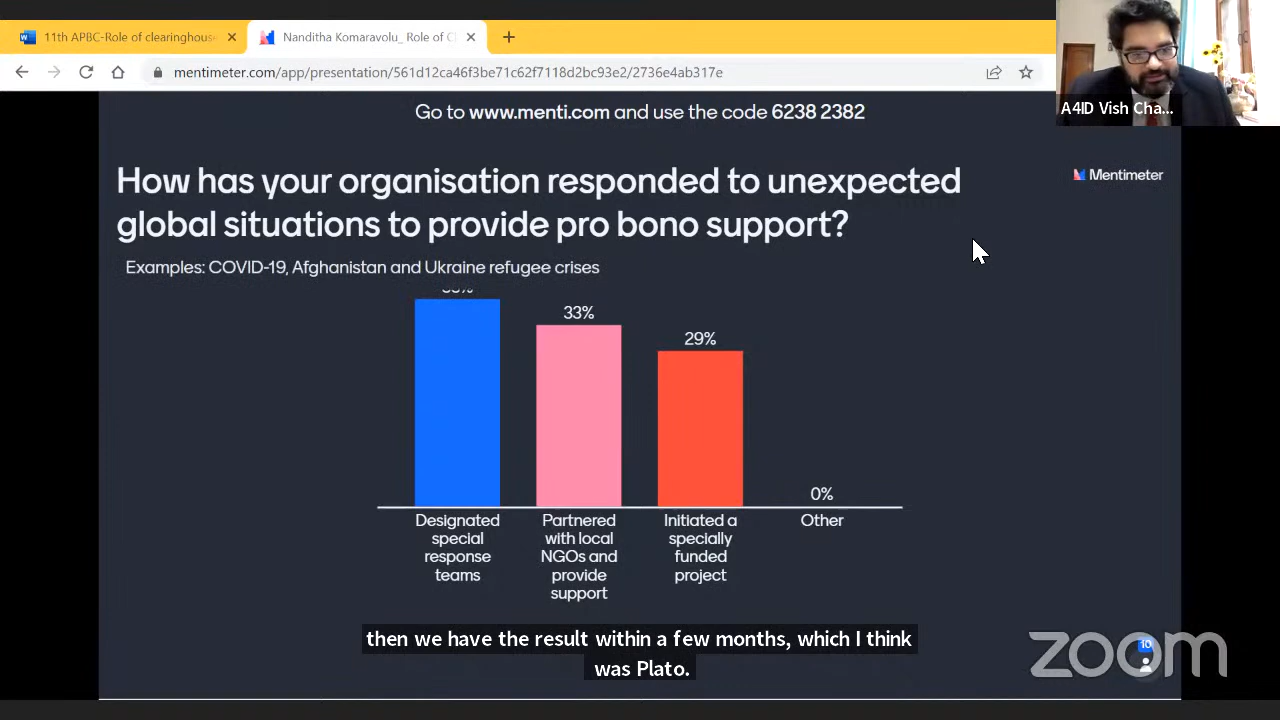 11th APBC-Role of clearinghous
Nanditha Komaravolu_ Role of C
mentimeter.com/app/presentation/561d12ca46f3be71c62f7118d2bc93e2/2736e4ab317e
A4ID Vish Cha...
Go to www.menti.com and use the code 6238 2382
How has your organisation responded to unexpected
global situations to provide pro bono support?
Mentimeter
Examples: COVID-19, Afghanistan and Ukraine refugee crises
33%
29%
0%
Designated
special
response
teams
Partnered
with local
NGOs and
provide
support
Initiated a
specially
funded
project
Other
then we have the result within a few months, which I think
was Plato.
zoom
10